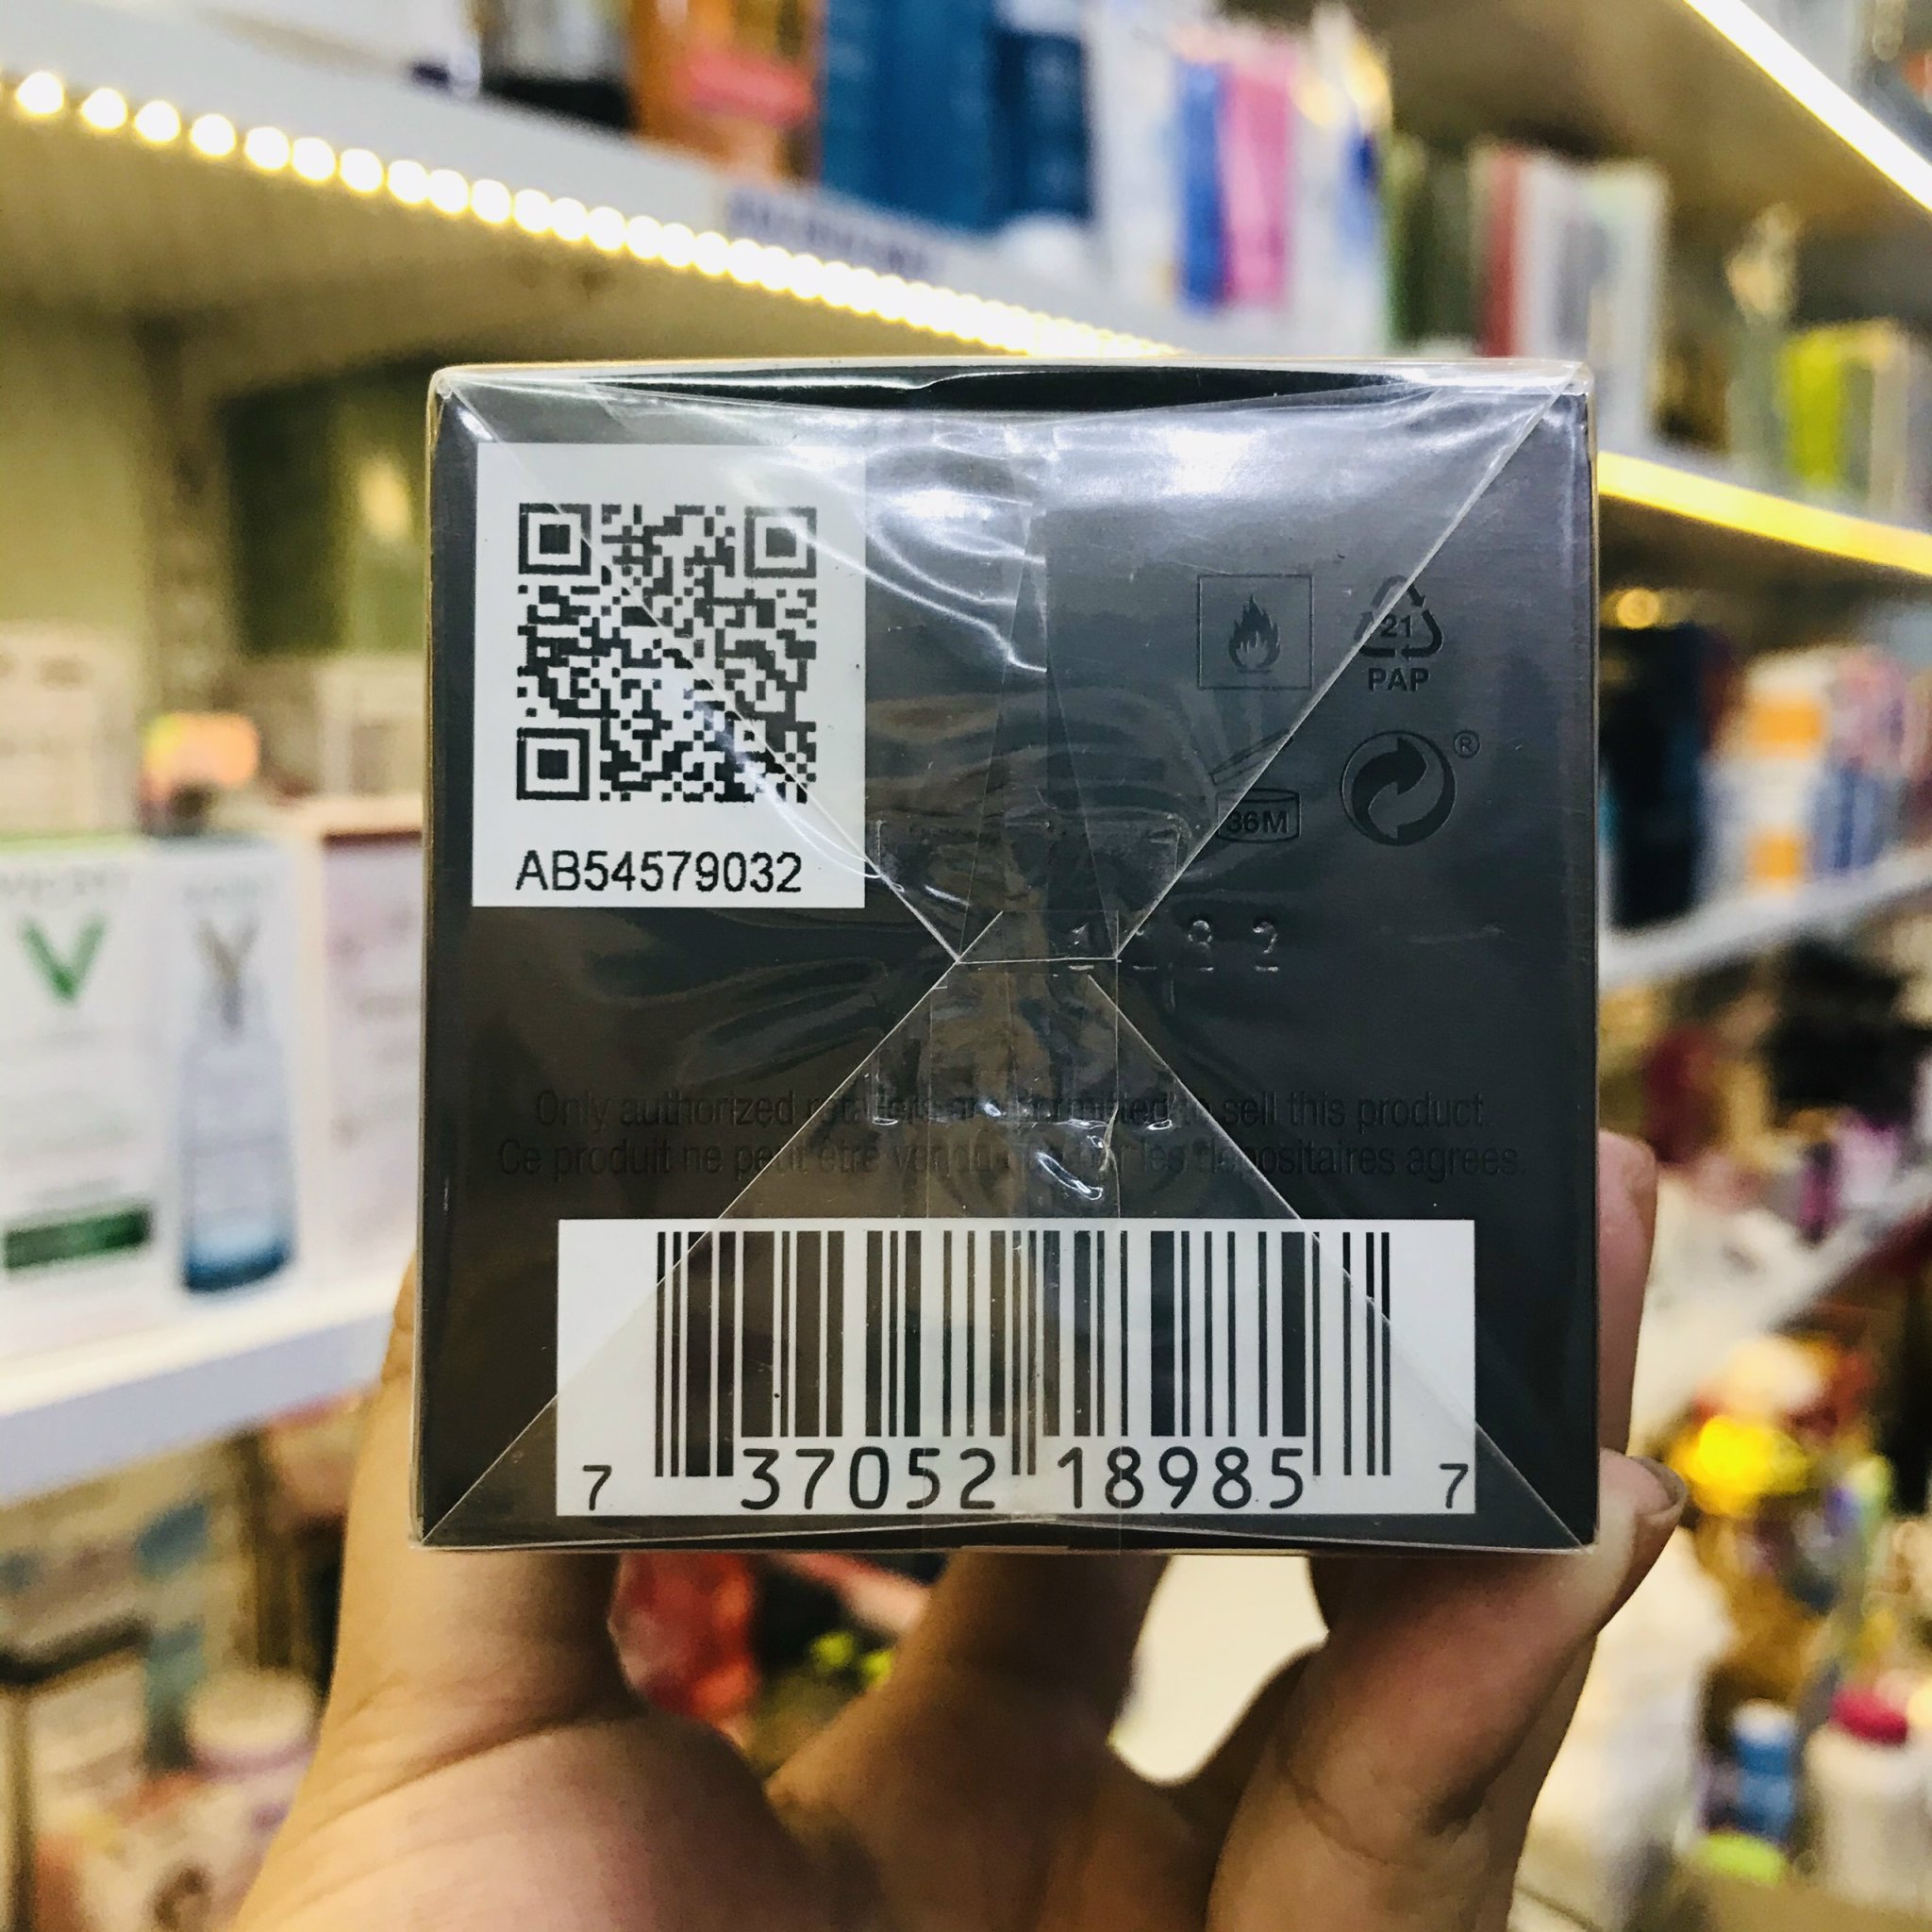 AB54579032
21
PAP
®
36M
Only authorized retailers are permitted to sell this product.
Ce produit ne peut être vendu que par les dépositaires agréés.
7 37052 18985 7